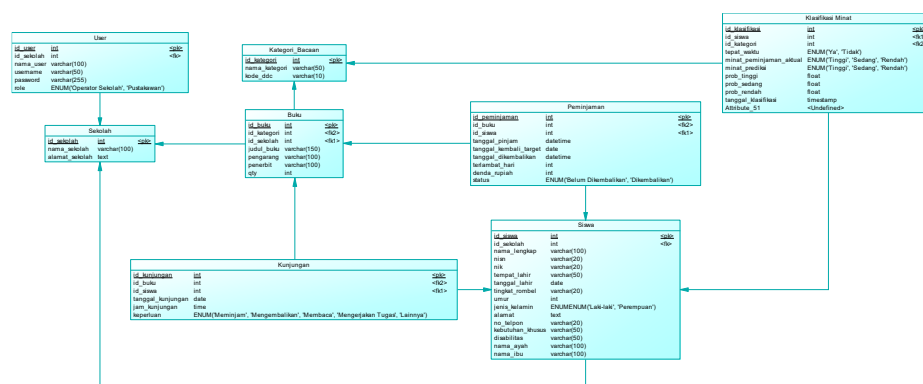 User
id_user int <pk>
id_sekolah int <fk>
nama_user varchar(100)
username varchar(50)
password varchar(255)
role ENUM('Operator Sekolah', 'Pustakawan')
Kategori_Bacaan
id_kategori int <pk>
nama_kategori varchar(50)
kode_ddc varchar(10)
Klasifikasi Minat
id_klasifikasi int <pk>
id_siswa int <fk1>
id_kategori int <fk2>
tepat_waktu ENUM('Ya', 'Tidak')
minat_peminjaman_aktual ENUM('Tinggi', 'Sedang', 'Rendah')
minat_prediksi ENUM('Tinggi', 'Sedang', 'Rendah')
prob_tinggi float
prob_sedang float
prob_rendah float
tanggal_klasifikasi timestamp
Attribute_51 <Undefined>
Sekolah
id_sekolah int <pk>
nama_sekolah varchar(100)
alamat_sekolah text
Buku
id_buku int <pk>
id_kategori int <fk2>
id_sekolah int <fk1>
judul_buku varchar(150)
pengarang varchar(100)
penerbit varchar(100)
qty int
Peminjaman
id_peminjaman int <pk>
id_buku int <fk2>
id_siswa int <fk1>
tanggal_pinjam datetime
tanggal_kembali_target date
tanggal_dikembalikan datetime
terlambat_hari int
denda_rupiah int
status ENUM('Belum Dikembalikan', 'Dikembalikan')
Kunjungan
id_kunjungan int <pk>
id_buku int <fk2>
id_siswa int <fk1>
tanggal_kunjungan date
jam_kunjungan time
keperluan ENUM('Meminjam', 'Mengembalikan', 'Membaca', 'Mengerjakan Tugas', 'Lainnya')
Siswa
id_siswa int <pk>
id_sekolah int <fk>
nama_lengkap varchar(100)
nisn varchar(20)
nik varchar(20)
tempat_lahir varchar(50)
tanggal_lahir date
tingkat_rombel varchar(20)
umur int
jenis_kelamin ENUMENUM('Laki-laki', 'Perempuan')
alamat text
no_telpon varchar(20)
kebutuhan_khusus varchar(50)
disabilitas varchar(50)
nama_ayah varchar(100)
nama_ibu varchar(100)